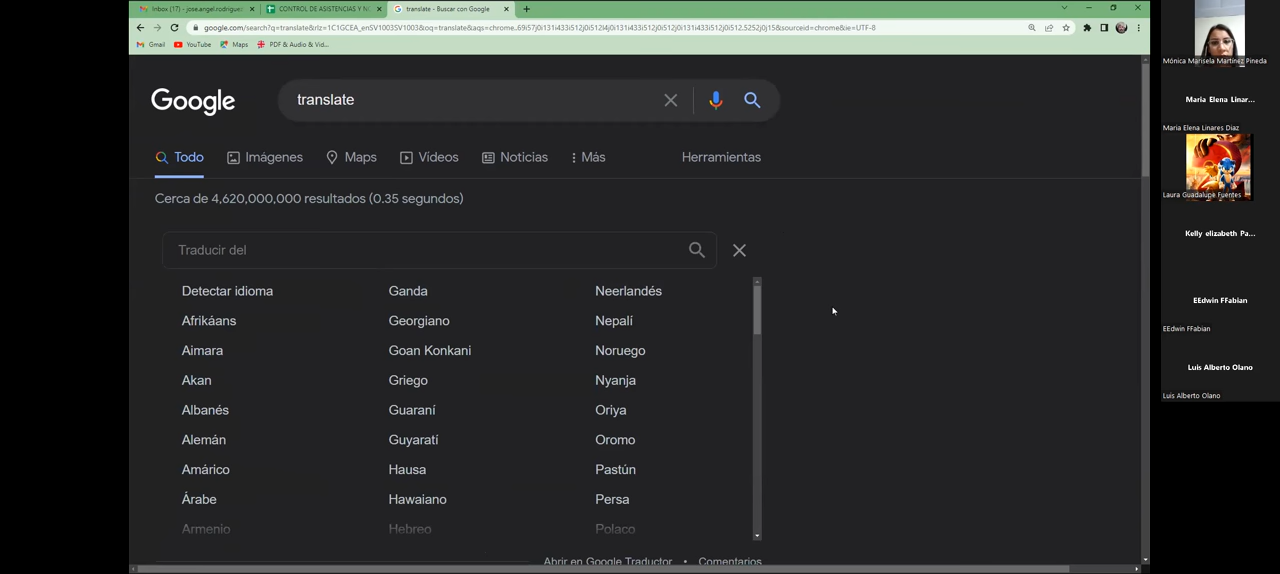 Inbox (17) - jose.angel.rodrigues
CONTROL DE ASISTENCIAS Y NO
translate - Buscar con Google
google.com/search?q=translate&rlz=1C1GCEA_enSV1003SV1003&oq=translate&aqs=chrome..69i57j0i131i433i512j0i512l4j0i131i433i512j0i512j0i131i433i512j0i512.5252j0j15&sourceid=chrome&ie=UTF-8
Gmail
YouTube
Maps
PDF & Audio & Vid...
Google
translate
Todo
Imágenes
Maps
Videos
Noticias
Más
Herramientas
Cerca de 4,620,000,000 resultados (0.35 segundos)
Traducir del
Detectar idioma
Ganda
Neerlandés
Afrikáans
Georgiano
Nepalí
Aimara
Goan Konkani
Noruego
Akan
Griego
Nyanja
Albanés
Guaraní
Oriya
Alemán
Guyaratí
Oromo
Amárico
Hausa
Pastún
Árabe
Hawaiano
Persa
Armenio
Hebreo
Polaco
Abrir en Google Traductor
•
Comentarios
Mónica Marisela Martínez Pineda
Maria Elena Linar...
Maria Elena Linares Diaz
Laura Guadalupe Fuentes
Kelly elizabeth Pa...
EEdwin FFabian
EEdwin FFabian
Luis Alberto Olano
Luis Alberto Olano